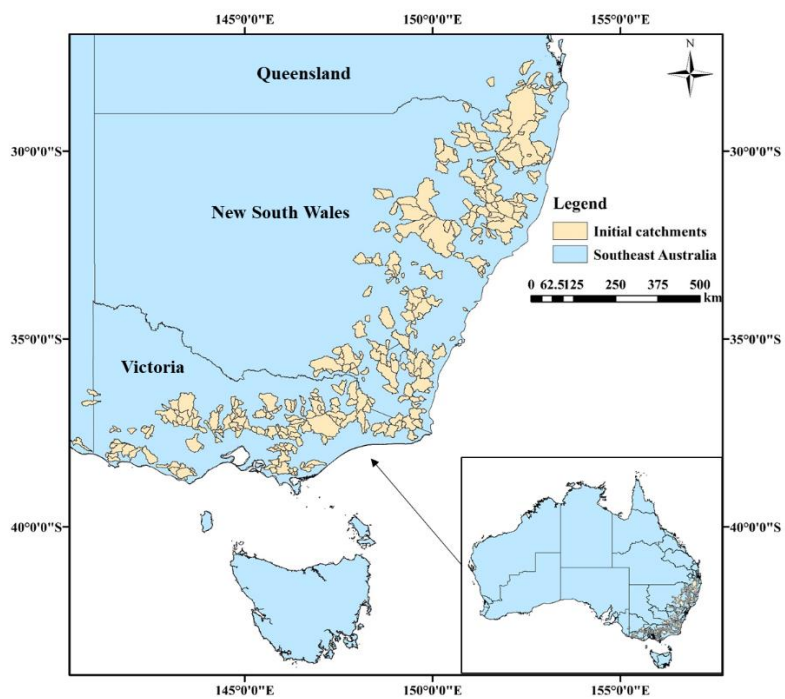 145°0'0"E 150°0'0"E 155°0'0"E
N
Queensland
30°0'0"S
30°0'0"S
New South Wales
Legend
Initial catchments
Southeast Australia
0 62.5125 250 375 500
km
35°0'0"S
35°0'0"S
Victoria
40°0'0"S
40°0'0"S
145°0'0"E 150°0'0"E 155°0'0"E